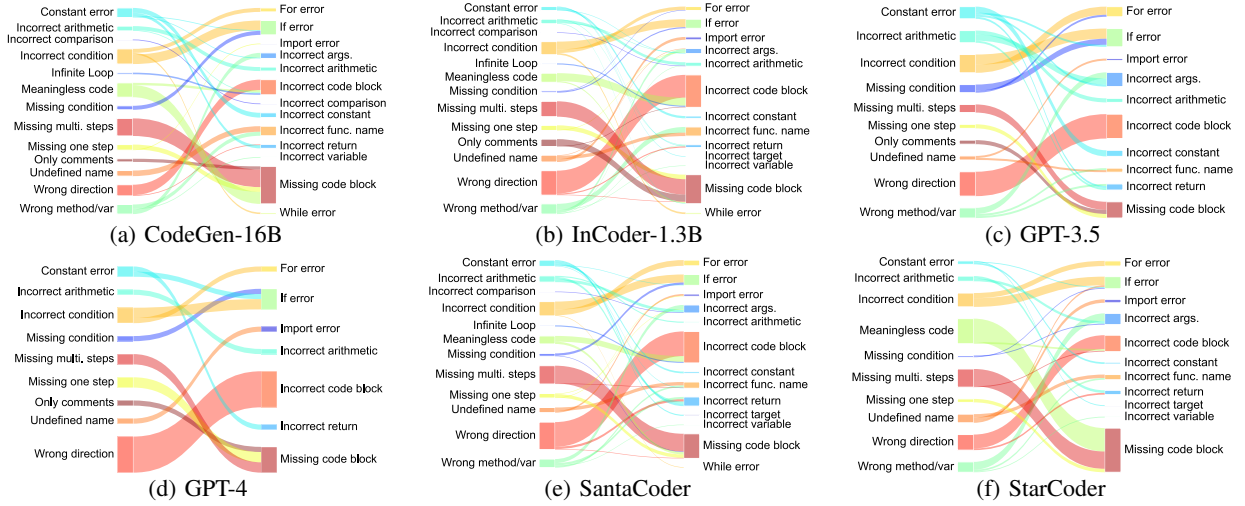 Constant error
Incorrect arithmetic
Incorrect comparison
Incorrect condition
Infinite Loop
Meaningless code
Missing condition
Missing multi. steps
Missing one step
Only comments
Undefined name
Wrong direction
Wrong method/var
For error
If error
Import error
Incorrect args.
Incorrect arithmetic
Incorrect code block
Incorrect comparison
Incorrect constant
Incorrect func. name
Incorrect return
Incorrect variable
Missing code block
While error
(a) CodeGen-16B
Constant error
Incorrect arithmetic
Incorrect comparison
Incorrect condition
Infinite Loop
Meaningless code
Missing condition
Missing multi. steps
Missing one step
Only comments
Undefined name
Wrong direction
Wrong method/var
For error
If error
Import error
Incorrect args.
Incorrect arithmetic
Incorrect code block
Incorrect constant
Incorrect func. name
Incorrect return
Incorrect target
Incorrect variable
Missing code block
While error
(b) InCoder-1.3B
Constant error
Incorrect arithmetic
Incorrect condition
Missing condition
Missing multi. steps
Missing one step
Only comments
Undefined name
Wrong direction
Wrong method/var
For error
If error
Import error
Incorrect args.
Incorrect arithmetic
Incorrect code block
Incorrect constant
Incorrect func. name
Incorrect return
Missing code block
(c) GPT-3.5
Constant error
Incorrect arithmetic
Incorrect condition
Missing condition
Missing multi. steps
Missing one step
Only comments
Undefined name
Wrong direction
For error
If error
Import error
Incorrect arithmetic
Incorrect code block
Incorrect return
Missing code block
(d) GPT-4
Constant error
Incorrect arithmetic
Incorrect comparison
Incorrect condition
Infinite Loop
Meaningless code
Missing condition
Missing multi. steps
Missing one step
Undefined name
Wrong direction
Wrong method/var
For error
If error
Import error
Incorrect args.
Incorrect arithmetic
Incorrect code block
Incorrect constant
Incorrect func. name
Incorrect return
Incorrect target
Incorrect variable
Missing code block
While error
(e) SantaCoder
Constant error
Incorrect arithmetic
Incorrect condition
Meaningless code
Missing condition
Missing multi. steps
Missing one step
Undefined name
Wrong direction
Wrong method/var
For error
If error
Import error
Incorrect args.
Incorrect code block
Incorrect constant
Incorrect func. name
Incorrect return
Incorrect target
Incorrect variable
Missing code block
(f) StarCoder